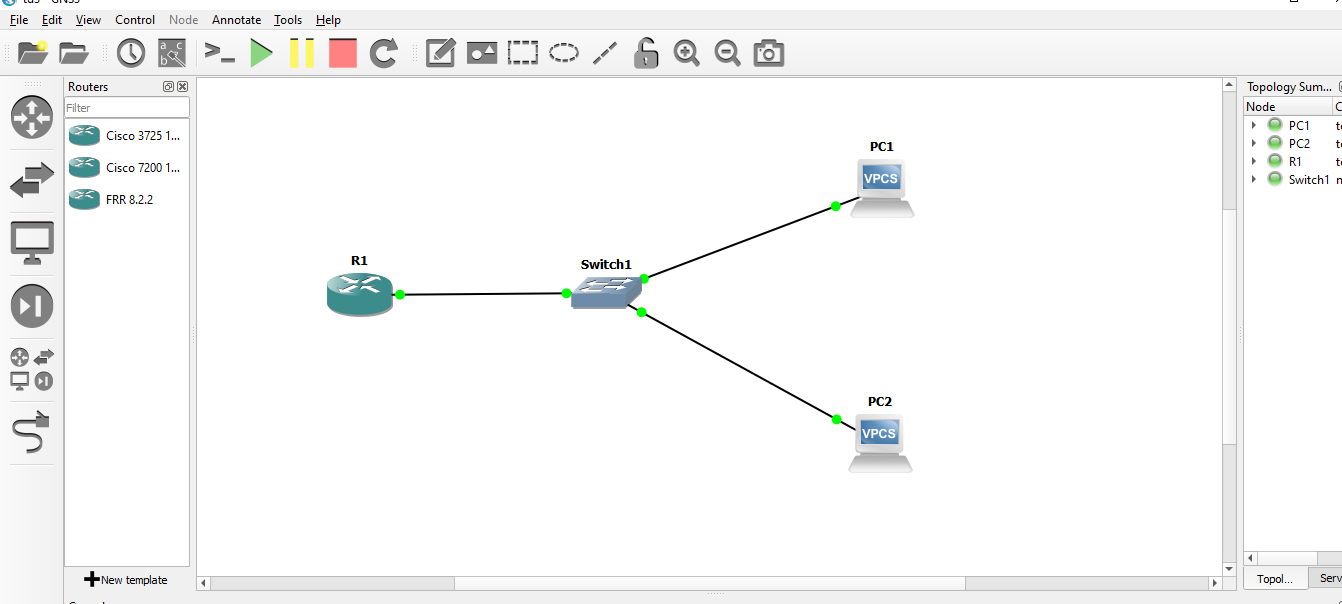 File Edit View Control Node Annotate Tools Help
Routers
Filter
Cisco 3725 1...
Cisco 7200 1...
FRR 8.2.2
New template
R1
Switch1
PC1
VPCS
PC2
VPCS
Topology Sum...
Node
PC1
PC2
R1
Switch1
Topol...
Serv